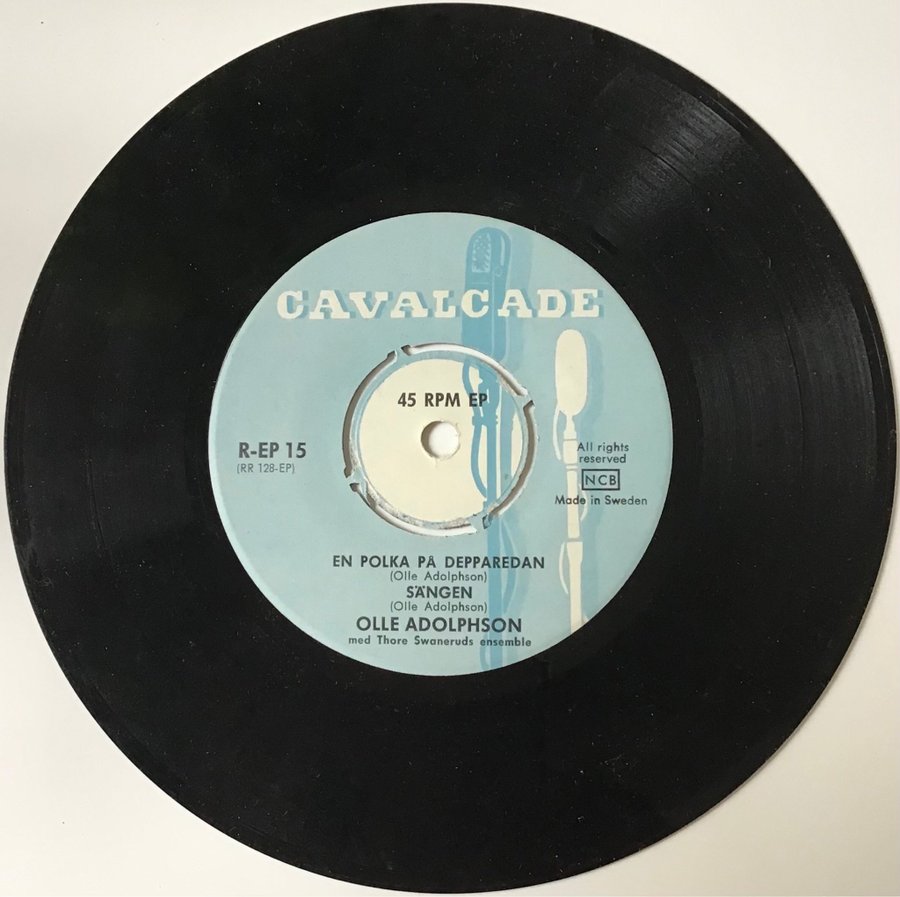 CAVALCADE
45 RPM EP
R-EP 15
(RR 128-EP)
All rights
reserved
NCB
Made in Sweden
EN POLKA PÅ DEPPAREDAN
(Olle Adolphson)
SÄNGEN
(Olle Adolphson)
OLLE ADOLPHSON
med Thore Swaneruds ensemble